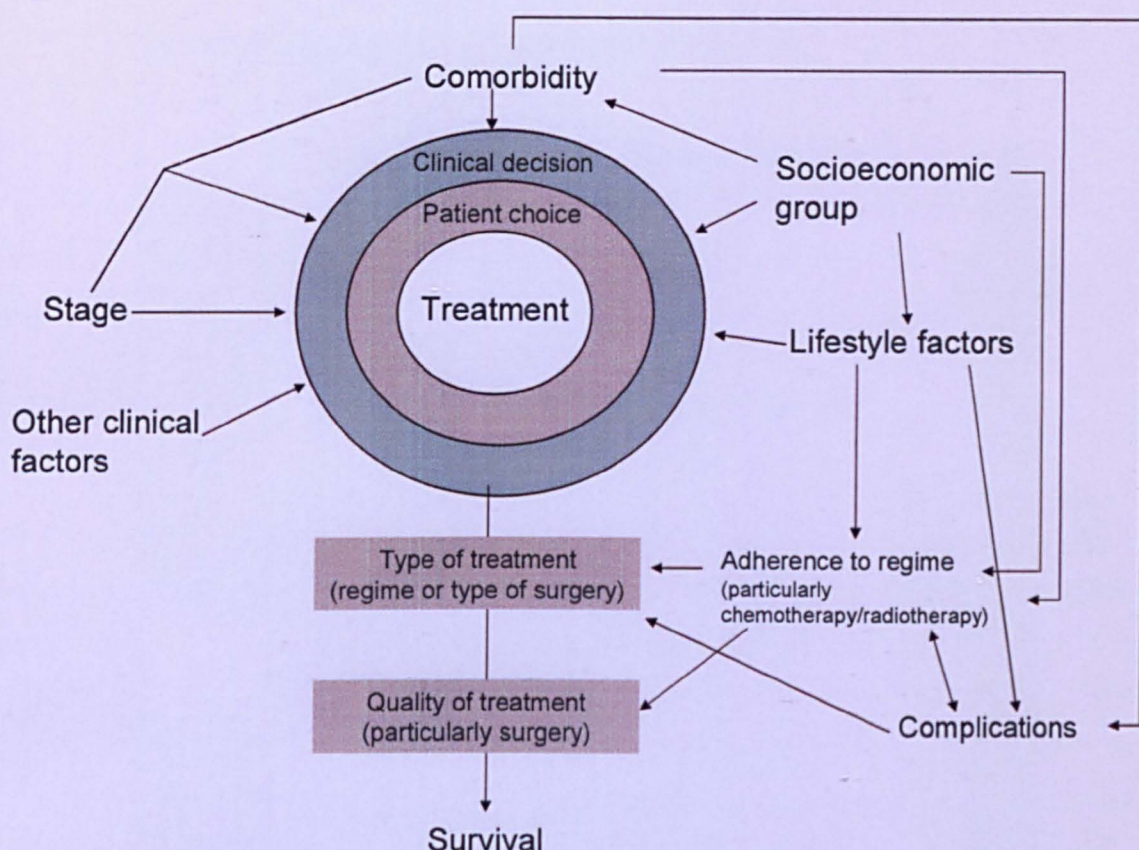 Comorbidity
Clinical decision
Patient choice
Treatment
Socioeconomic
group
Stage
Lifestyle factors
Other clinical
factors
Type of treatment
(regime or type of surgery)
Adherence to regime
(particularly
chemotherapy/radiotherapy)
Quality of treatment
(particularly surgery)
Complications
Survival